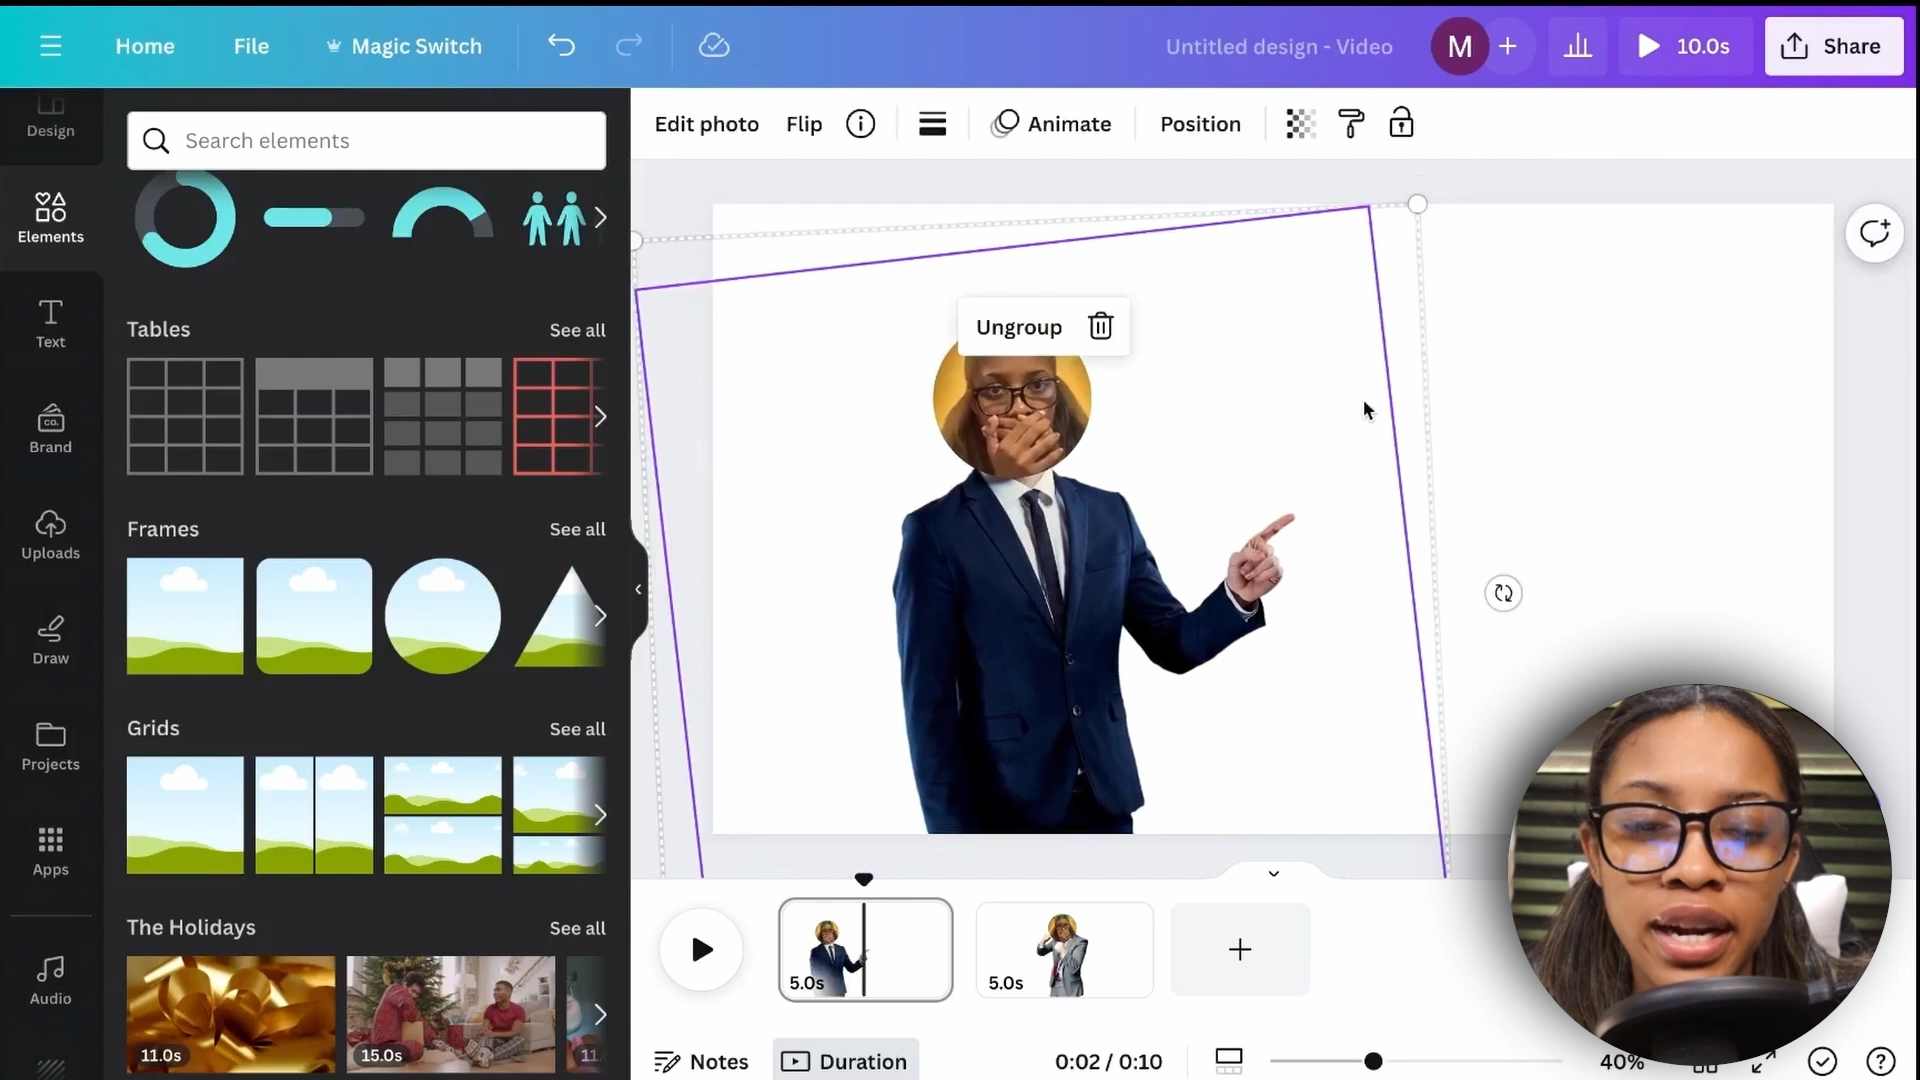 Home File Magic Switch Untitled design - Video M 10.0s Share
Design
Elements
Text
Brand
CO.
Uploads
Draw
Projects
Apps
Audio
Search elements
Tables See all
Frames See all
Grids See all
The Holidays See all
11.0s 15.0s 11.
Edit photo Flip Animate Position
Ungroup
5.0s 5.0s
Notes Duration 0:02 / 0:10 40%